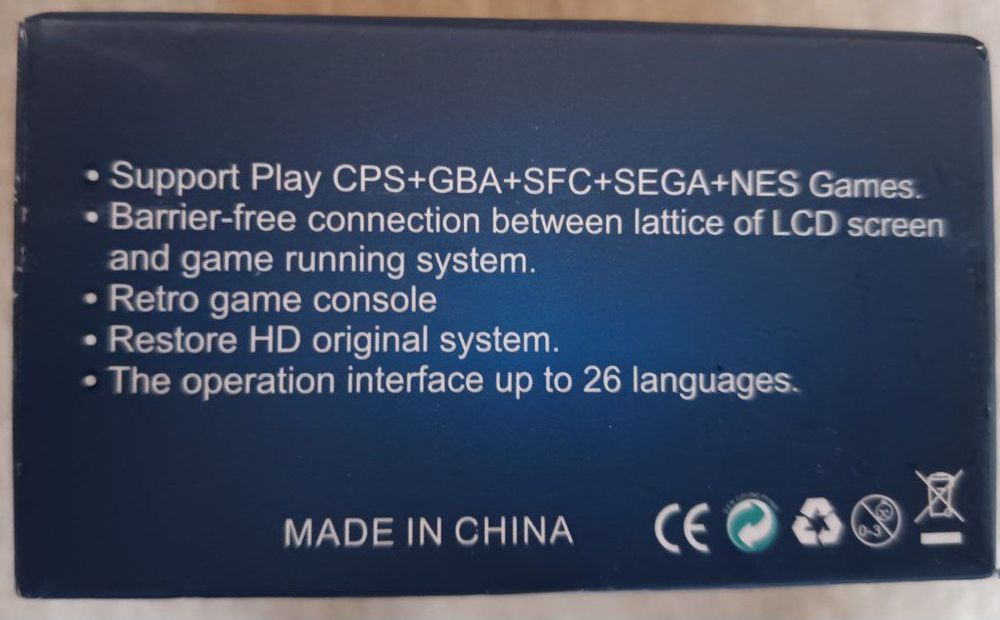 • Support Play CPS+GBA+SFC+SEGA+NES Games.
• Barrier-free connection between lattice of LCD screen
and game running system.
• Retro game console
• Restore HD original system.
• The operation interface up to 26 languages.
MADE IN CHINA
CE
0-3